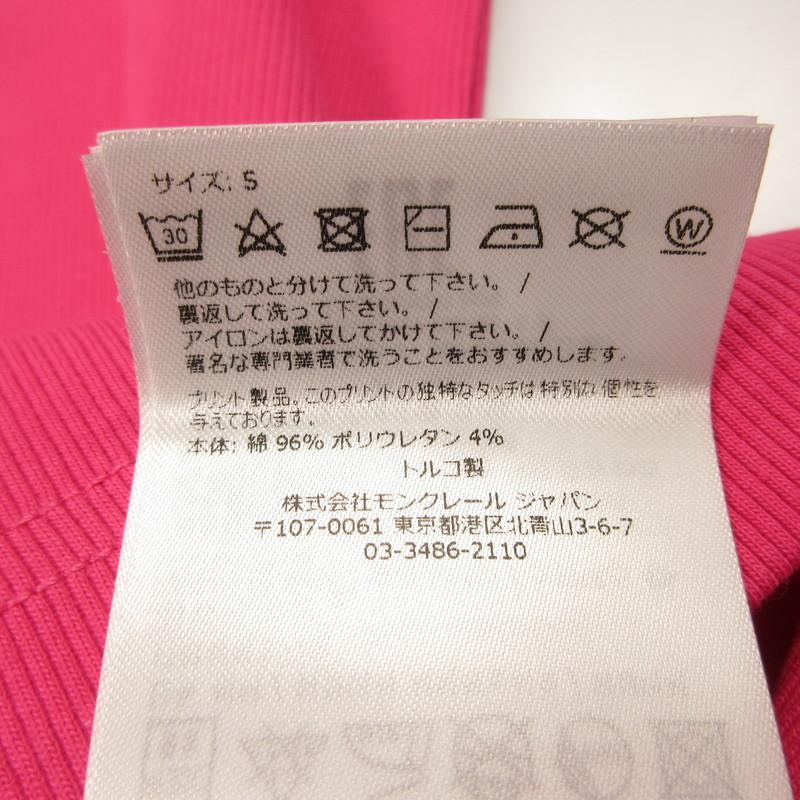 サイズ: S
30
W
他のものと分けて洗って下さい。 /
裏返して洗って下さい。 /
アイロンは裏返してかけて下さい。 /
著名な専門業者で洗うことをおすすめします。
プリント製品。このプリントの独特なタッチは特別な個性を
与えております。
本体: 綿 96% ポリウレタン 4%
トルコ製
株式会社モンクレール ジャパン
〒107-0061 東京都港区北青山3-6-7
03-3486-2110